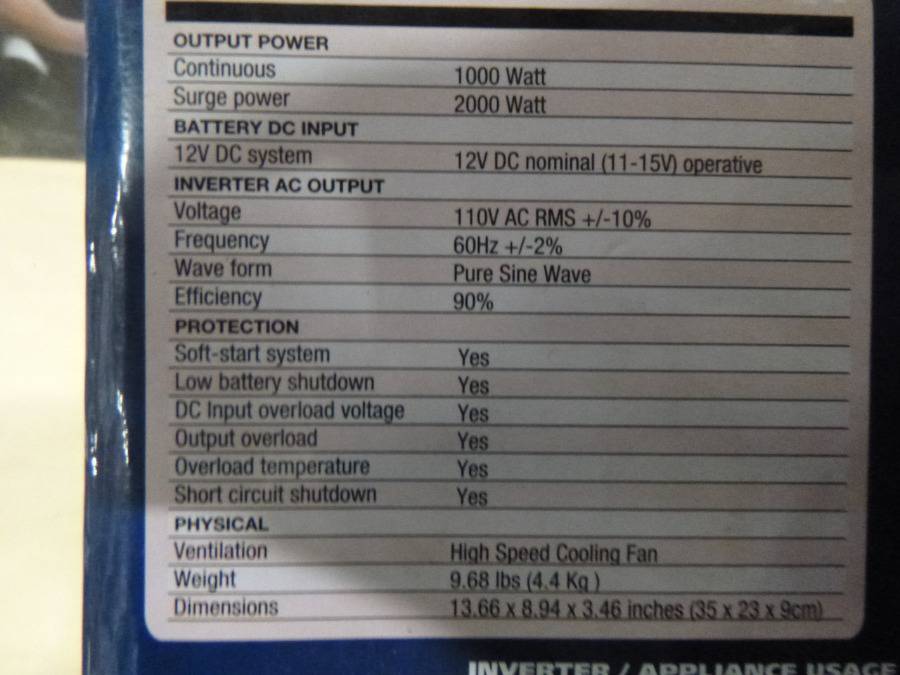 OUTPUT POWER
Continuous 1000 Watt
Surge power 2000 Watt
BATTERY DC INPUT
12V DC system 12V DC nominal (11-15V) operative
INVERTER AC OUTPUT
Voltage 110V AC RMS +/-10%
Frequency 60Hz +/-2%
Wave form Pure Sine Wave
Efficiency 90%
PROTECTION
Soft-start system Yes
Low battery shutdown Yes
DC Input overload voltage Yes
Output overload Yes
Overload temperature Yes
Short circuit shutdown Yes
PHYSICAL
Ventilation High Speed Cooling Fan
Weight 9.68 lbs (4.4 Kg )
Dimensions 13.66 x 8.94 x 3.46 inches (35 x 23 x 9cm)
INVERTER / APPLIANCE USAGE